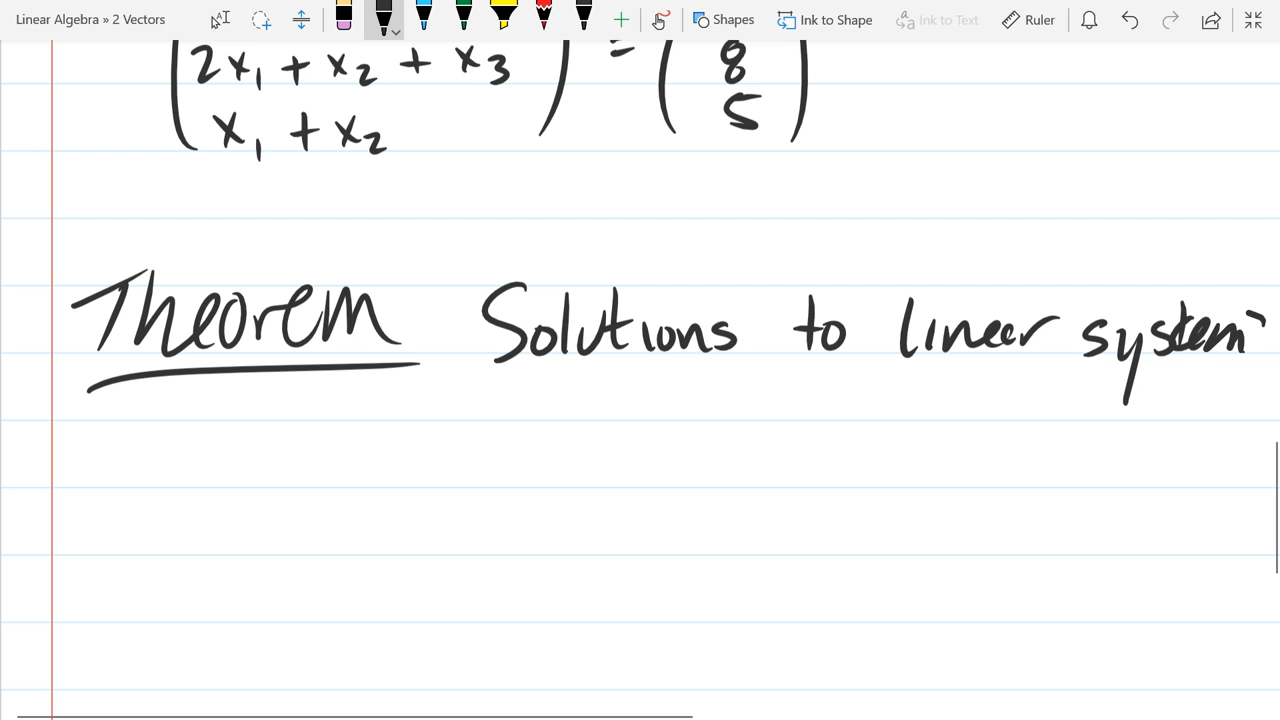 Linear Algebra » 2 Vectors Shapes Ink to Shape Ink to Text Ruler
2x₁ + x₂ + x₃ = 8
x₁ + x₂ 5
Theorem Solutions to linear system